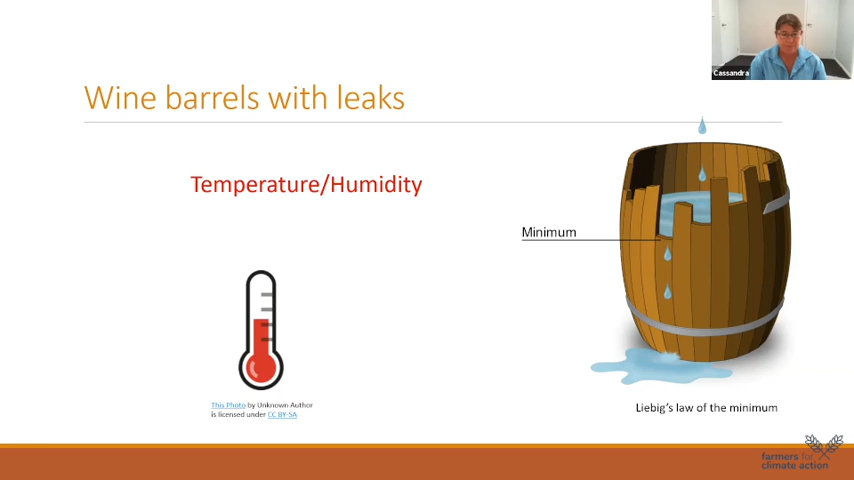 Cassandra
Wine barrels with leaks
Temperature/Humidity
Minimum
This Photo by Unknown Author
is licensed under CC BY-SA
Liebig's law of the minimum
farmers for
climate action